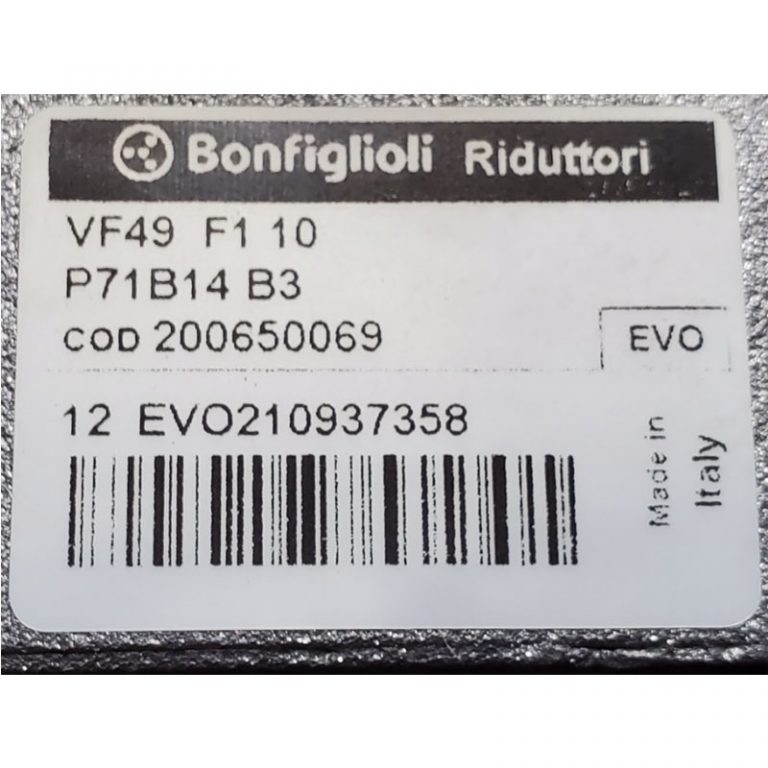 Bonfiglioli Riduttori
VF49 F1 10
P71B14 B3
COD 200650069
EVO
12 EVO210937358
Made in
Italy